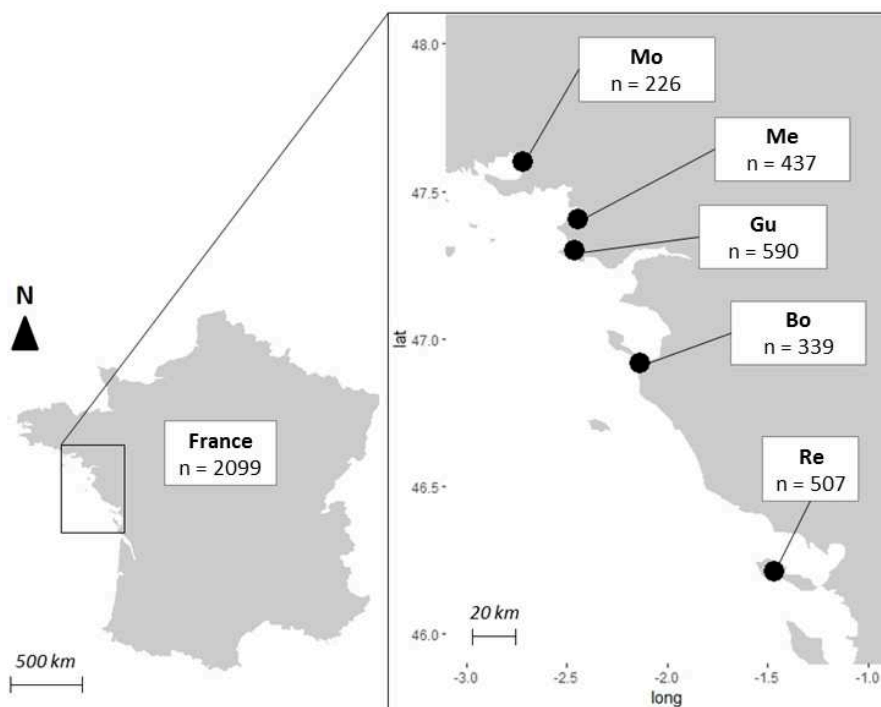 N
France
n = 2099
500 km
48.0
47.5
47.0
46.5
46.0
lat
Mo
n = 226
Me
n = 437
Gu
n = 590
Bo
n = 339
Re
n = 507
20 km
-3.0 -2.5 -2.0 -1.5 -1.0
long